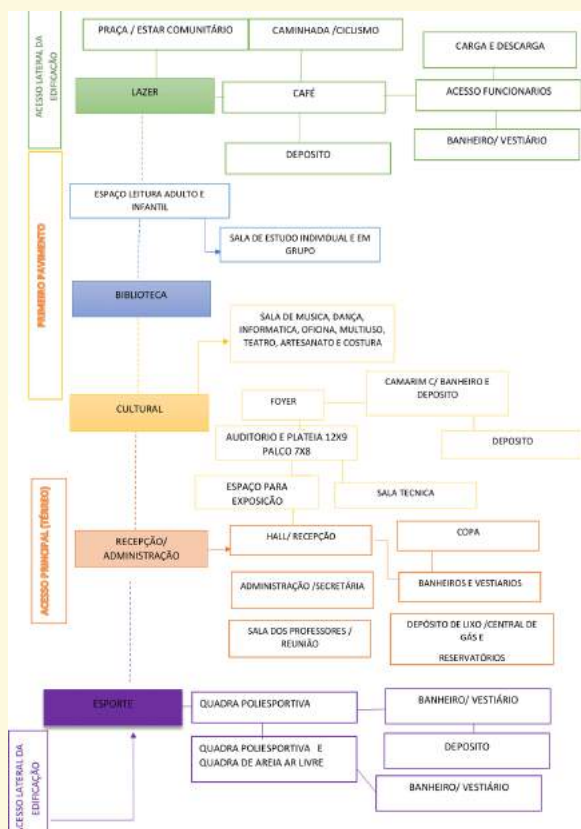 ACESSO LATERAL DA
EDIFICAÇÃO
PRAÇA / ESTAR COMUNITÁRIO
CAMINHADA /CICLISMO
CARGA E DESCARGA
LAZER
CAFÉ
ACESSO FUNCIONARIOS
DEPOSITO
BANHEIRO/ VESTIÁRIO
PRIMEIRO PAVIMENTO
ESPAÇO LEITURA ADULTO E
INFANTIL
SALA DE ESTUDO INDIVIDUAL E EM
GRUPO
BIBLIOTECA
SALA DE MUSICA, DANÇA,
INFORMATICA, OFICINA, MULTIUSO,
TEATRO, ARTESANATO E COSTURA
CULTURAL
FOYER
CAMARIM C/ BANHEIRO E
DEPOSITO
AUDITORIO E PLATEIA 12X9
PALCO 7X8
DEPOSITO
ESPAÇO PARA
EXPOSIÇÃO
SALA TECNICA
ACESSO PRINCIPAL (TÉRREO)
RECEPÇÃO/
ADMINISTRAÇÃO
HALL/ RECEPÇÃO
COPA
ADMINISTRAÇÃO /SECRETÁRIA
BANHEIROS E VESTIARIOS
SALA DOS PROFESSORES /
REUNIÃO
DEPÓSITO DE LIXO /CENTRAL DE
GÁS E
RESERVATÓRIOS
ESPORTE
QUADRA POLIESPORTIVA
BANHEIRO/ VESTIÁRIO
QUADRA POLIESPORTIVA E
QUADRA DE AREIA AR LIVRE
DEPOSITO
BANHEIRO/ VESTIÁRIO
ACESSO LATERAL DA
EDIFICAÇÃO